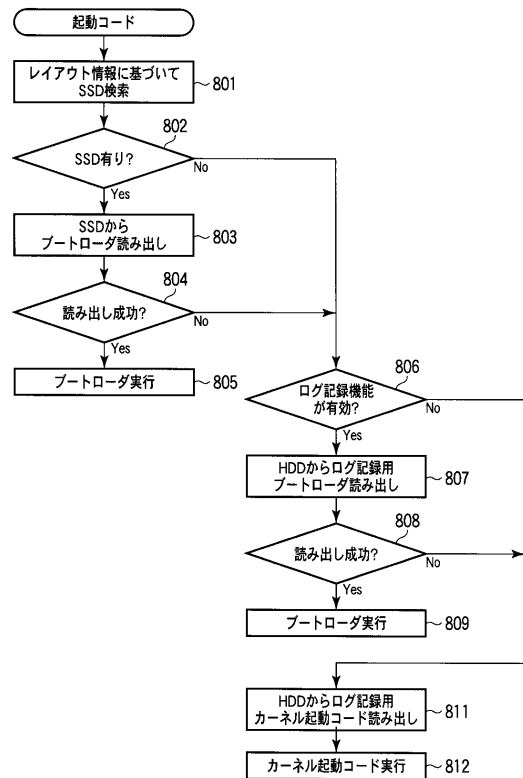 起動コード
レイアウト情報に基づいて
SSD検索
801
802
SSD有り?
No
Yes
SSDから
ブートローダ読み出し
803
804
読み出し成功?
No
Yes
ブートローダ実行
805
806
ログ記録機能
が有効?
No
Yes
HDDからログ記録用
ブートローダ読み出し
807
808
読み出し成功?
No
Yes
ブートローダ実行
809
HDDからログ記録用
カーネル起動コード読み出し
811
カーネル起動コード実行
812